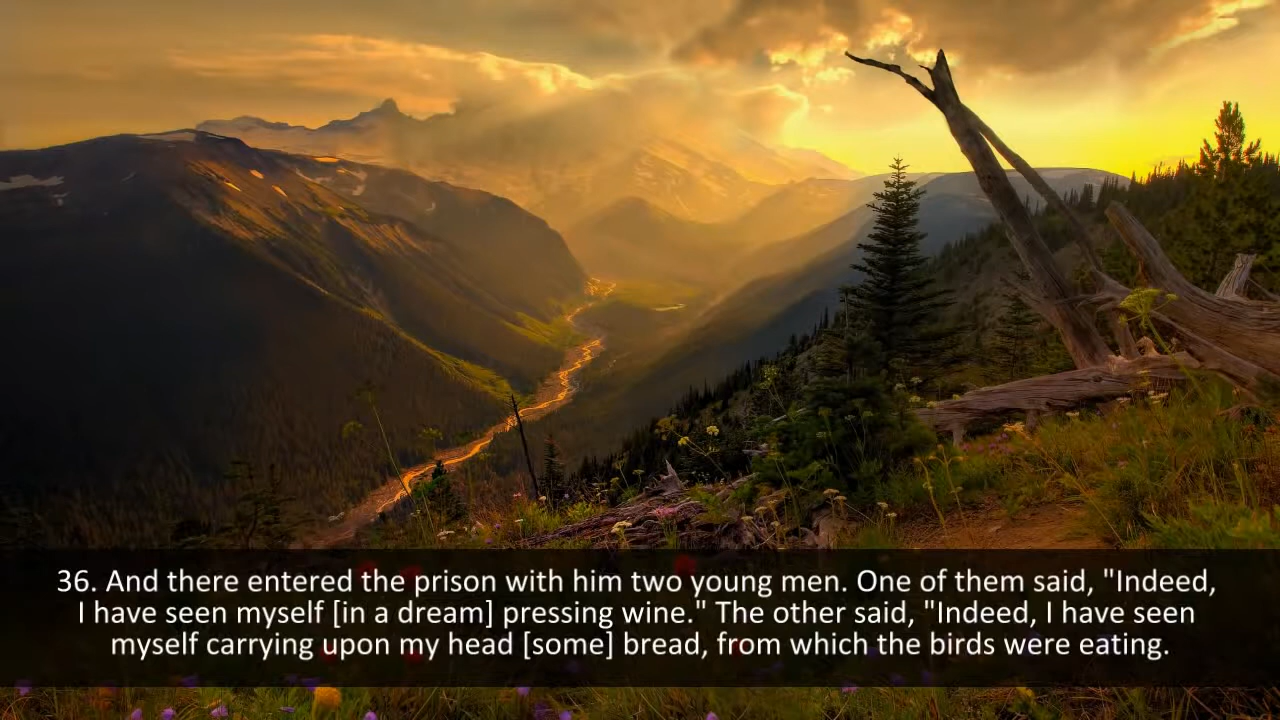 36. And there entered the prison with him two young men. One of them said, "Indeed,
I have seen myself [in a dream] pressing wine." The other said, "Indeed, I have seen
myself carrying upon my head [some] bread, from which the birds were eating.